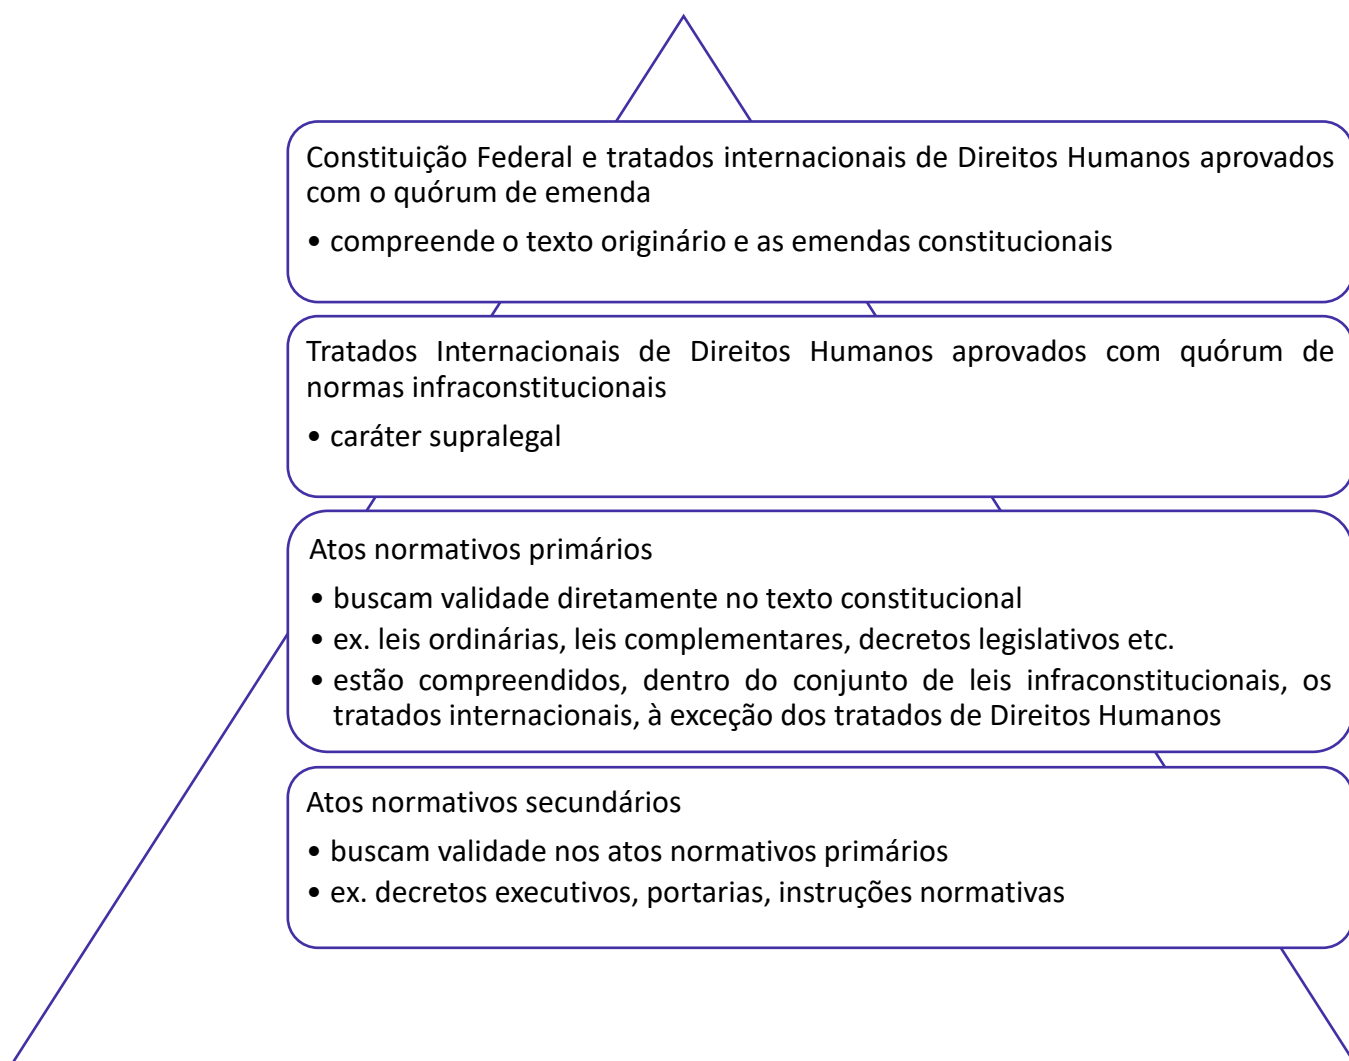 Constituição Federal e tratados internacionais de Direitos Humanos aprovados
com o quórum de emenda
• compreende o texto originário e as emendas constitucionais
Tratados Internacionais de Direitos Humanos aprovados com quórum de
normas infraconstitucionais
• caráter supralegal
Atos normativos primários
• buscam validade diretamente no texto constitucional
• ex. leis ordinárias, leis complementares, decretos legislativos etc.
• estão compreendidos, dentro do conjunto de leis infraconstitucionais, os
tratados internacionais, à exceção dos tratados de Direitos Humanos
Atos normativos secundários
• buscam validade nos atos normativos primários
• ex. decretos executivos, portarias, instruções normativas